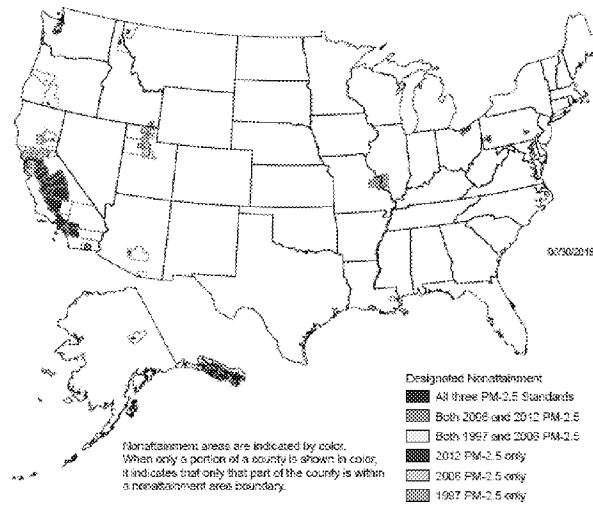 06/30/2015
Designated Nonattainment
All three PM-2.5 Standards
Both 2006 and 2012 PM-2.5
Both 1997 and 2006 PM-2.5
2012 PM-2.5 only
2006 PM-2.5 only
1997 PM-2.5 only
Nonattainment areas are indicated by color.
When only a portion of a county is shown in color,
it indicates that only that part of the county is within
a nonattainment area boundary.